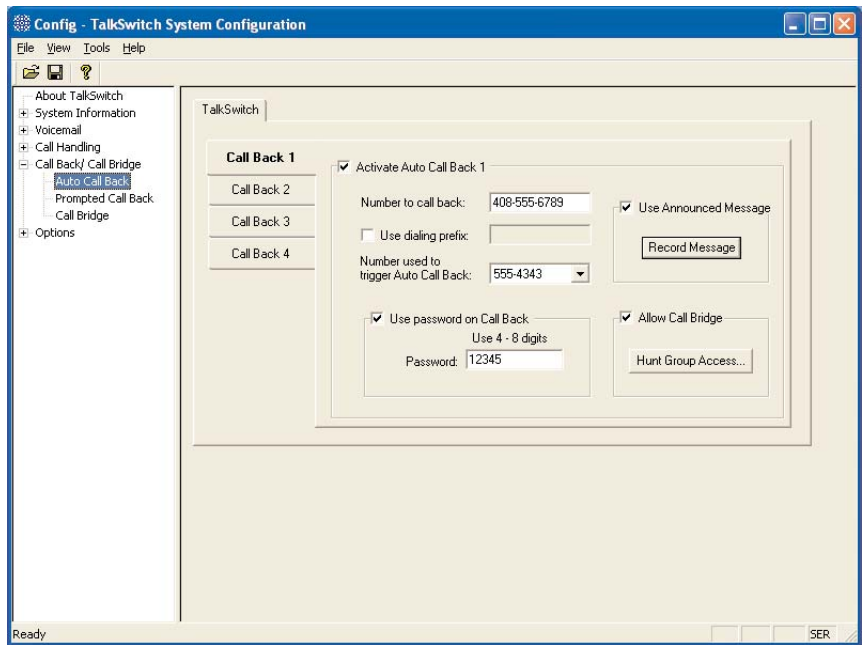 Config - TalkSwitch System Configuration
File View Tools Help
About TalkSwitch
System Information
Voicemail
Call Handling
Call Back/ Call Bridge
Auto Call Back
Prompted Call Back
Call Bridge
Options
TalkSwitch
Call Back 1
Call Back 2
Call Back 3
Call Back 4
Activate Auto Call Back 1
Number to call back: 408-555-6789
Use dialing prefix:
Number used to
trigger Auto Call Back: 555-4343
Use Announced Message
Record Message
Use password on Call Back
Use 4 - 8 digits
Password: 12345
Allow Call Bridge
Hunt Group Access...
Ready
SER